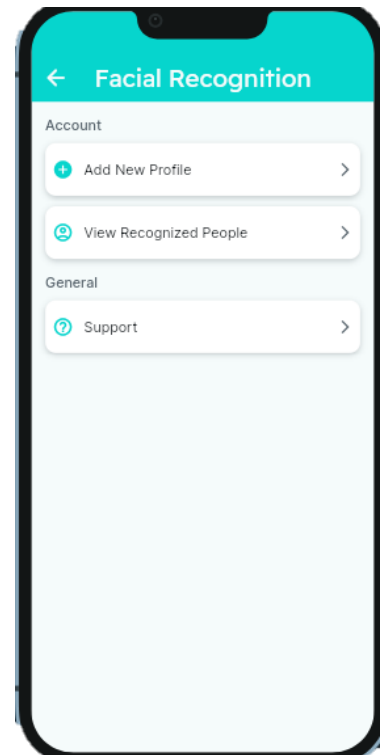 Facial Recognition
Account
Add New Profile
View Recognized People
General
Support